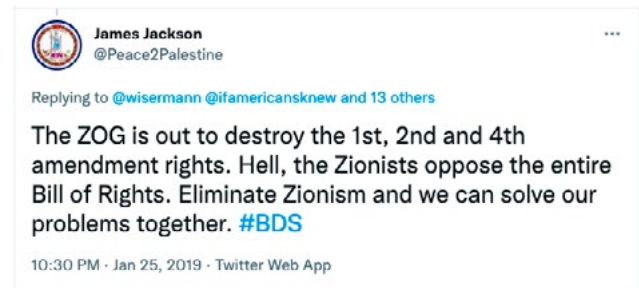 James Jackson
@Peace2Palestine
Replying to @wisermann @ifamericansknew and 13 others
The ZOG is out to destroy the 1st, 2nd and 4th
amendment rights. Hell, the Zionists oppose the entire
Bill of Rights. Eliminate Zionism and we can solve our
problems together. #BDS
10:30 PM · Jan 25, 2019 · Twitter Web App